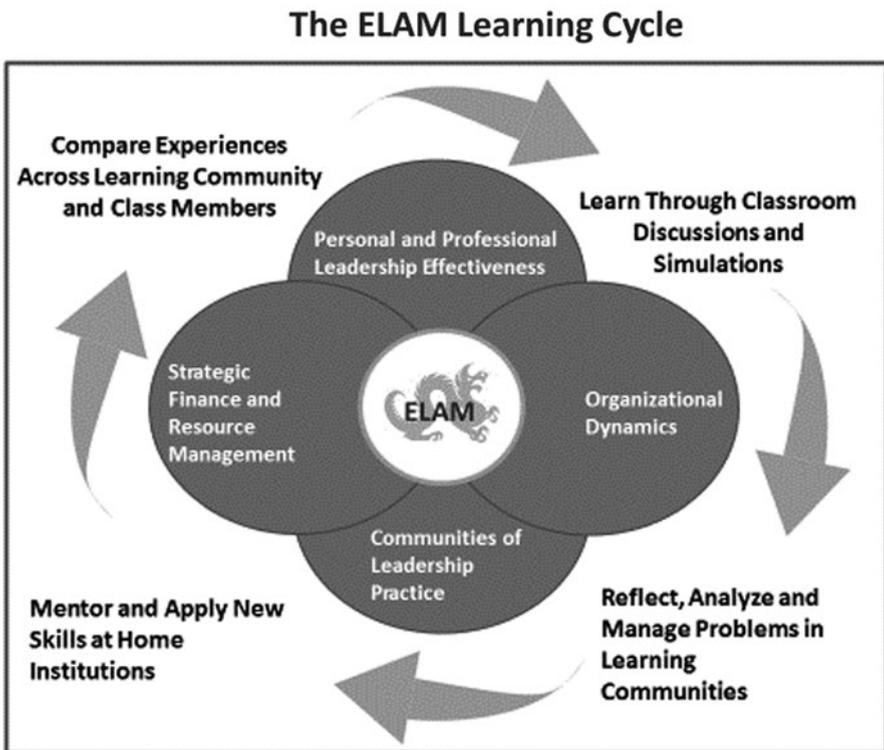 The ELAM Learning Cycle
Compare Experiences
Across Learning Community
and Class Members
Learn Through Classroom
Discussions and
Simulations
Personal and Professional
Leadership Effectiveness
Strategic
Finance and
Resource
Management
ELAM
Organizational
Dynamics
Communities of
Leadership
Practice
Mentor and Apply New
Skills at Home
Institutions
Reflect, Analyze and
Manage Problems in
Learning
Communities